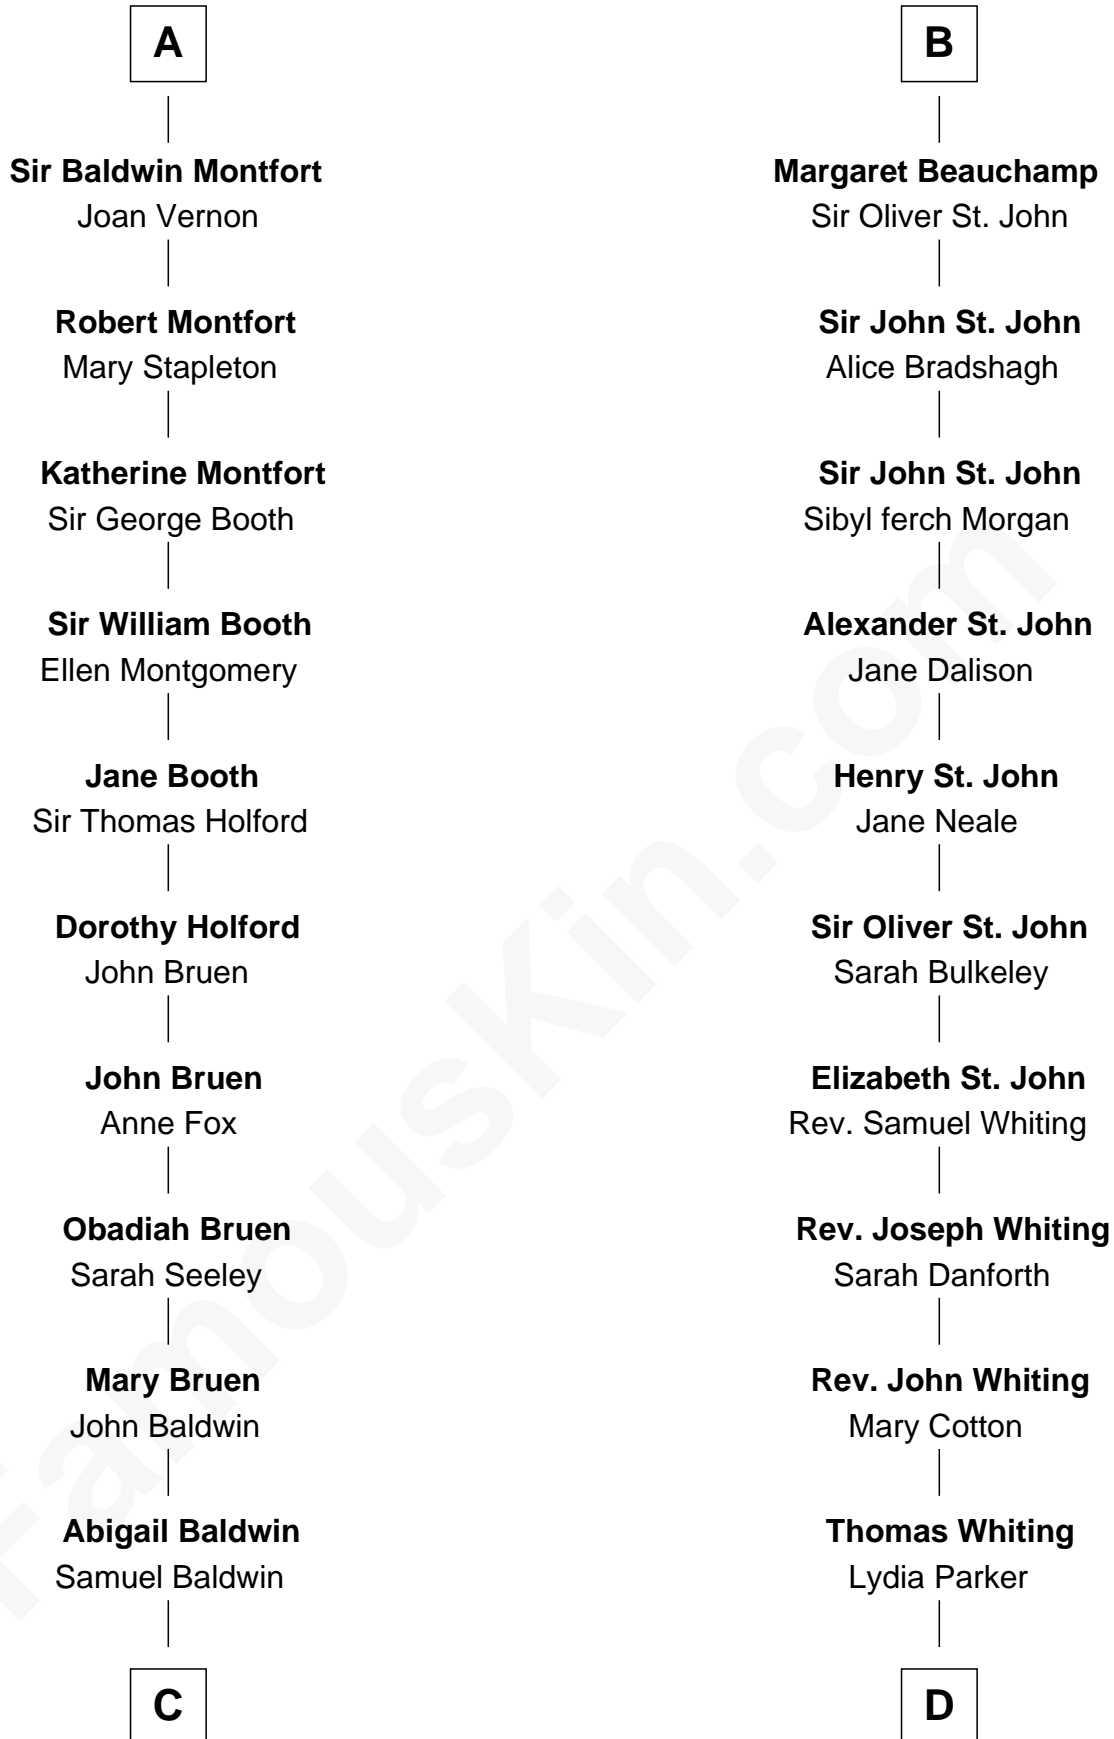 A
Sir Baldwin Montfort
Joan Vernon
Robert Montfort
Mary Stapleton
Katherine Montfort
Sir George Booth
Sir William Booth
Ellen Montgomery
Jane Booth
Sir Thomas Holford
Dorothy Holford
John Bruen
John Bruen
Anne Fox
Obadiah Bruen
Sarah Seeley
Mary Bruen
John Baldwin
Abigail Baldwin
Samuel Baldwin
C
B
Margaret Beauchamp
Sir Oliver St. John
Sir John St. John
Alice Bradshagh
Sir John St. John
Sibyl ferch Morgan
Alexander St. John
Jane Dalison
Henry St. John
Jane Neale
Sir Oliver St. John
Sarah Bulkeley
Elizabeth St. John
Rev. Samuel Whiting
Rev. Joseph Whiting
Sarah Danforth
Rev. John Whiting
Mary Cotton
Thomas Whiting
Lydia Parker
D
FamousKin.com